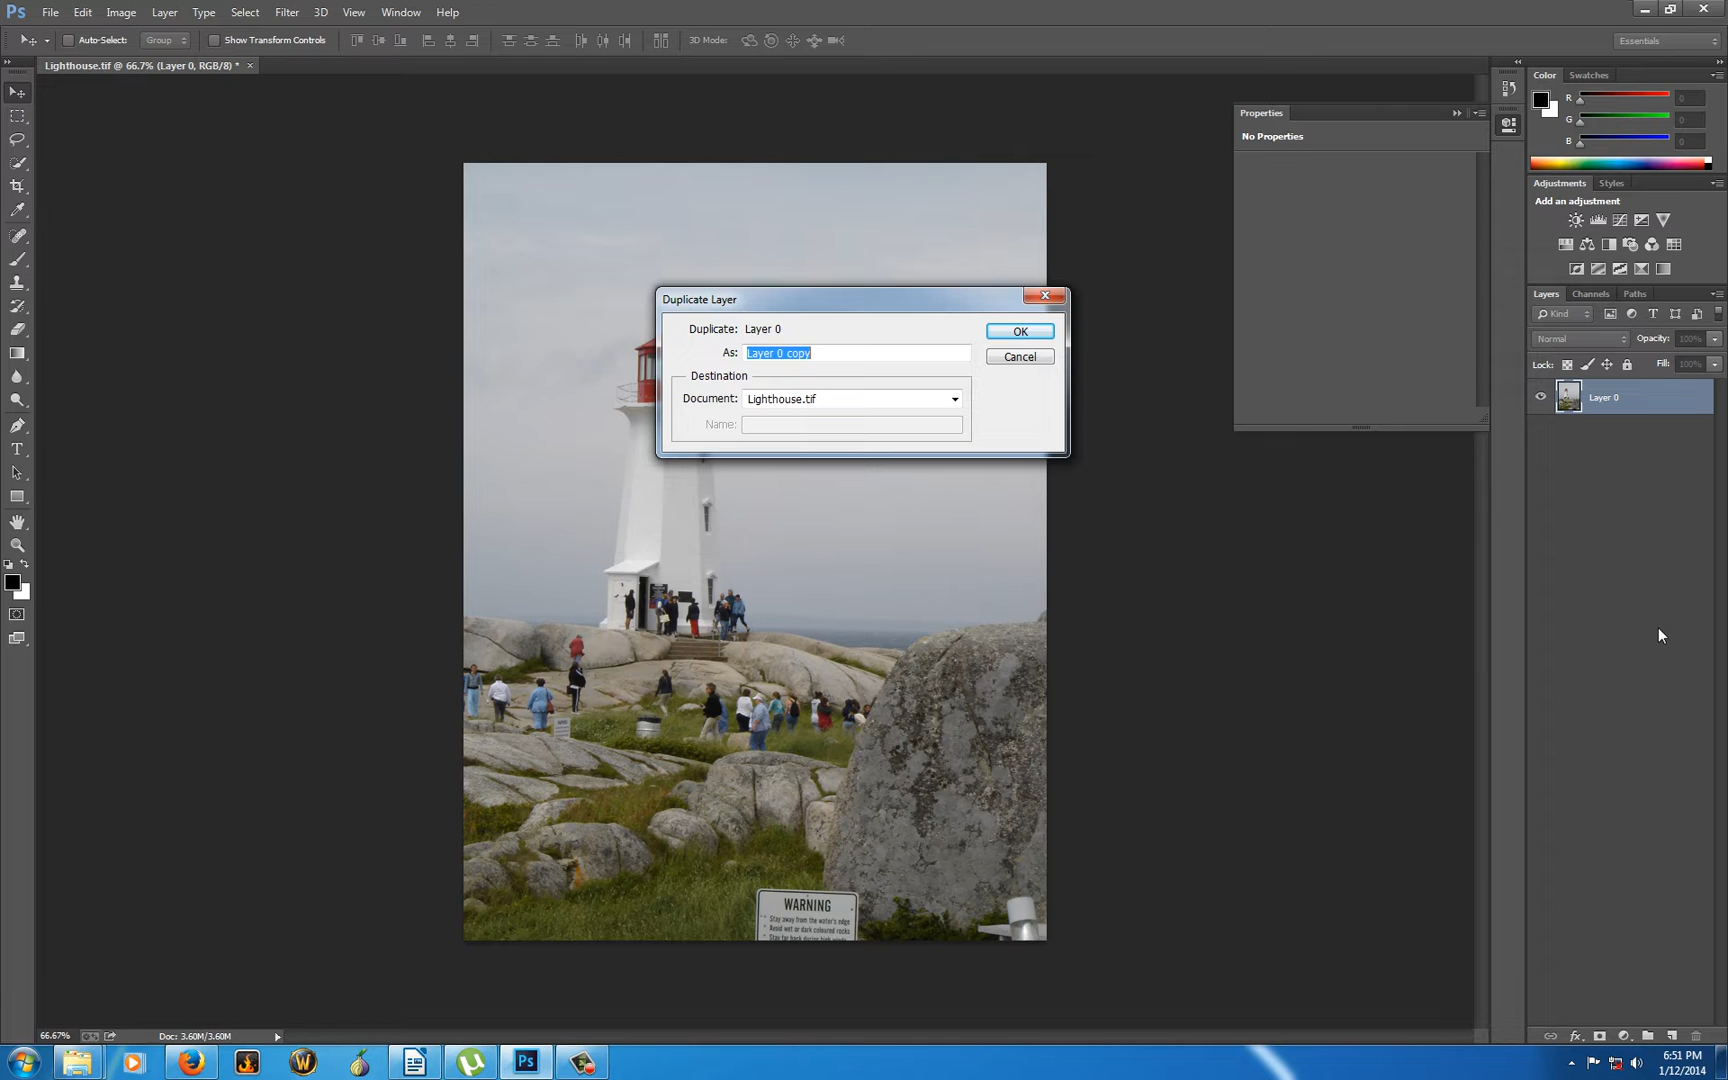 Ps File Edit Image Layer Type Select Filter 3D View Window Help
Auto-Select: Group Show Transform Controls 3D Mode: Essentials
Lighthouse.tif @ 66.7% (Layer 0, RGB/8) * ×
Color Swatches
R 0
G 0
B 0
Properties
No Properties
Adjustments Styles
Add an adjustment
Layers Channels Paths
Kind
Normal Opacity: 100%
Lock: Fill: 100%
Layer 0
Duplicate Layer
Duplicate: Layer 0
As: Layer 0 copy
OK
Cancel
Destination
Document: Lighthouse.tif
Name:
WARNING
Stay away from the water's edge
Avoid wet or dark coloured rocks
66.67% Doc: 3.60M/3.60M
Ps
6:51 PM
1/12/2014